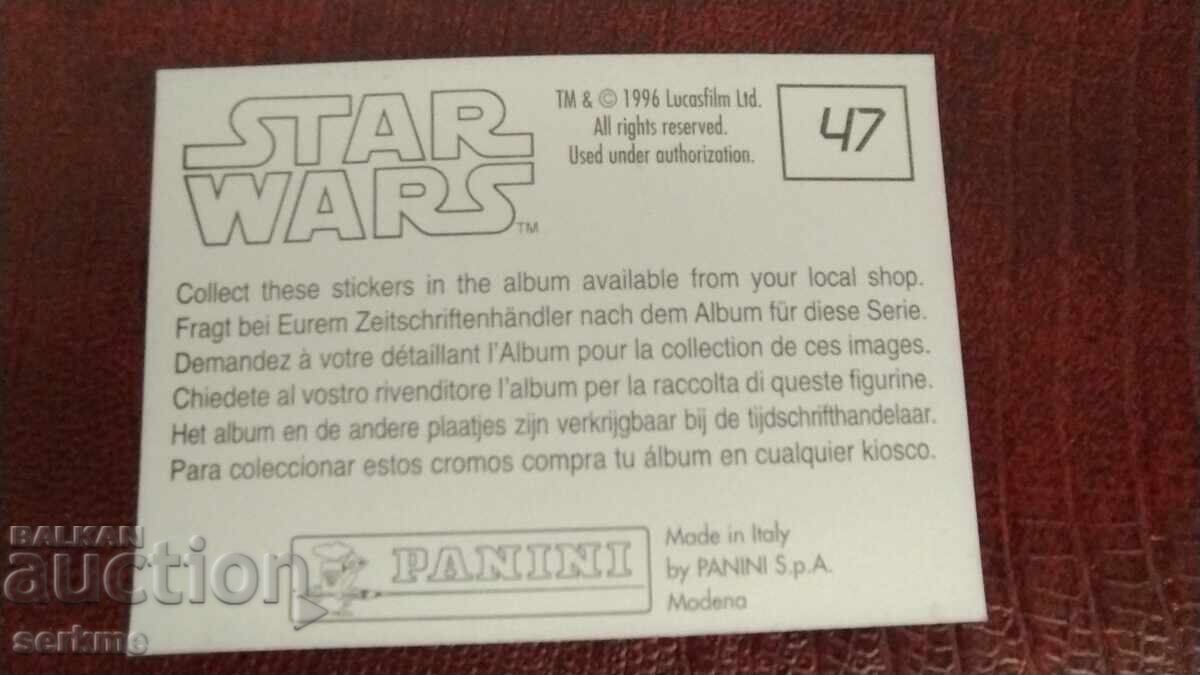 STAR
WARS
TM
TM & © 1996 Lucasfilm Ltd.
All rights reserved.
Used under authorization.
47
Collect these stickers in the album available from your local shop.
Fragt bei Eurem Zeitschriftenhändler nach dem Album für diese Serie.
Demandez à votre détaillant l'Album pour la collection de ces images.
Chiedete al vostro rivenditore l'album per la raccolta di queste figurine.
Het album en de andere plaatjes zijn verkrijgbaar bij de tijdschrifthandelaar.
Para coleccionar estos cromos compra tu álbum en cualquier kiosco.
PANINI
Made in Italy
by PANINI S.p.A.
Modena
BALKAN
auction
serkme